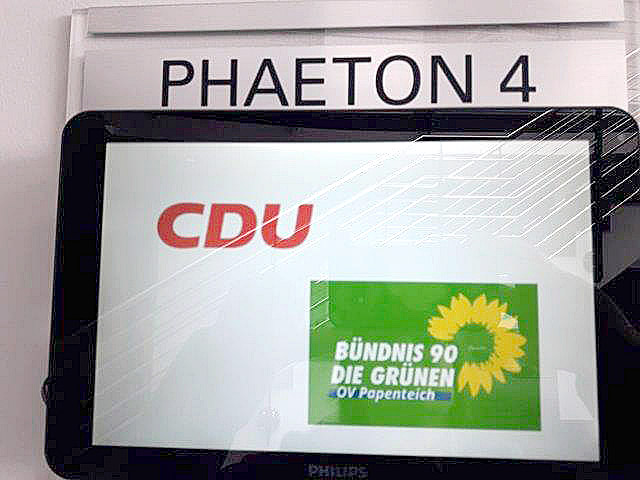 PHAETON 4
CDU
BÜNDNIS 90
DIE GRÜNEN
OV Papenteich
PHILIPS